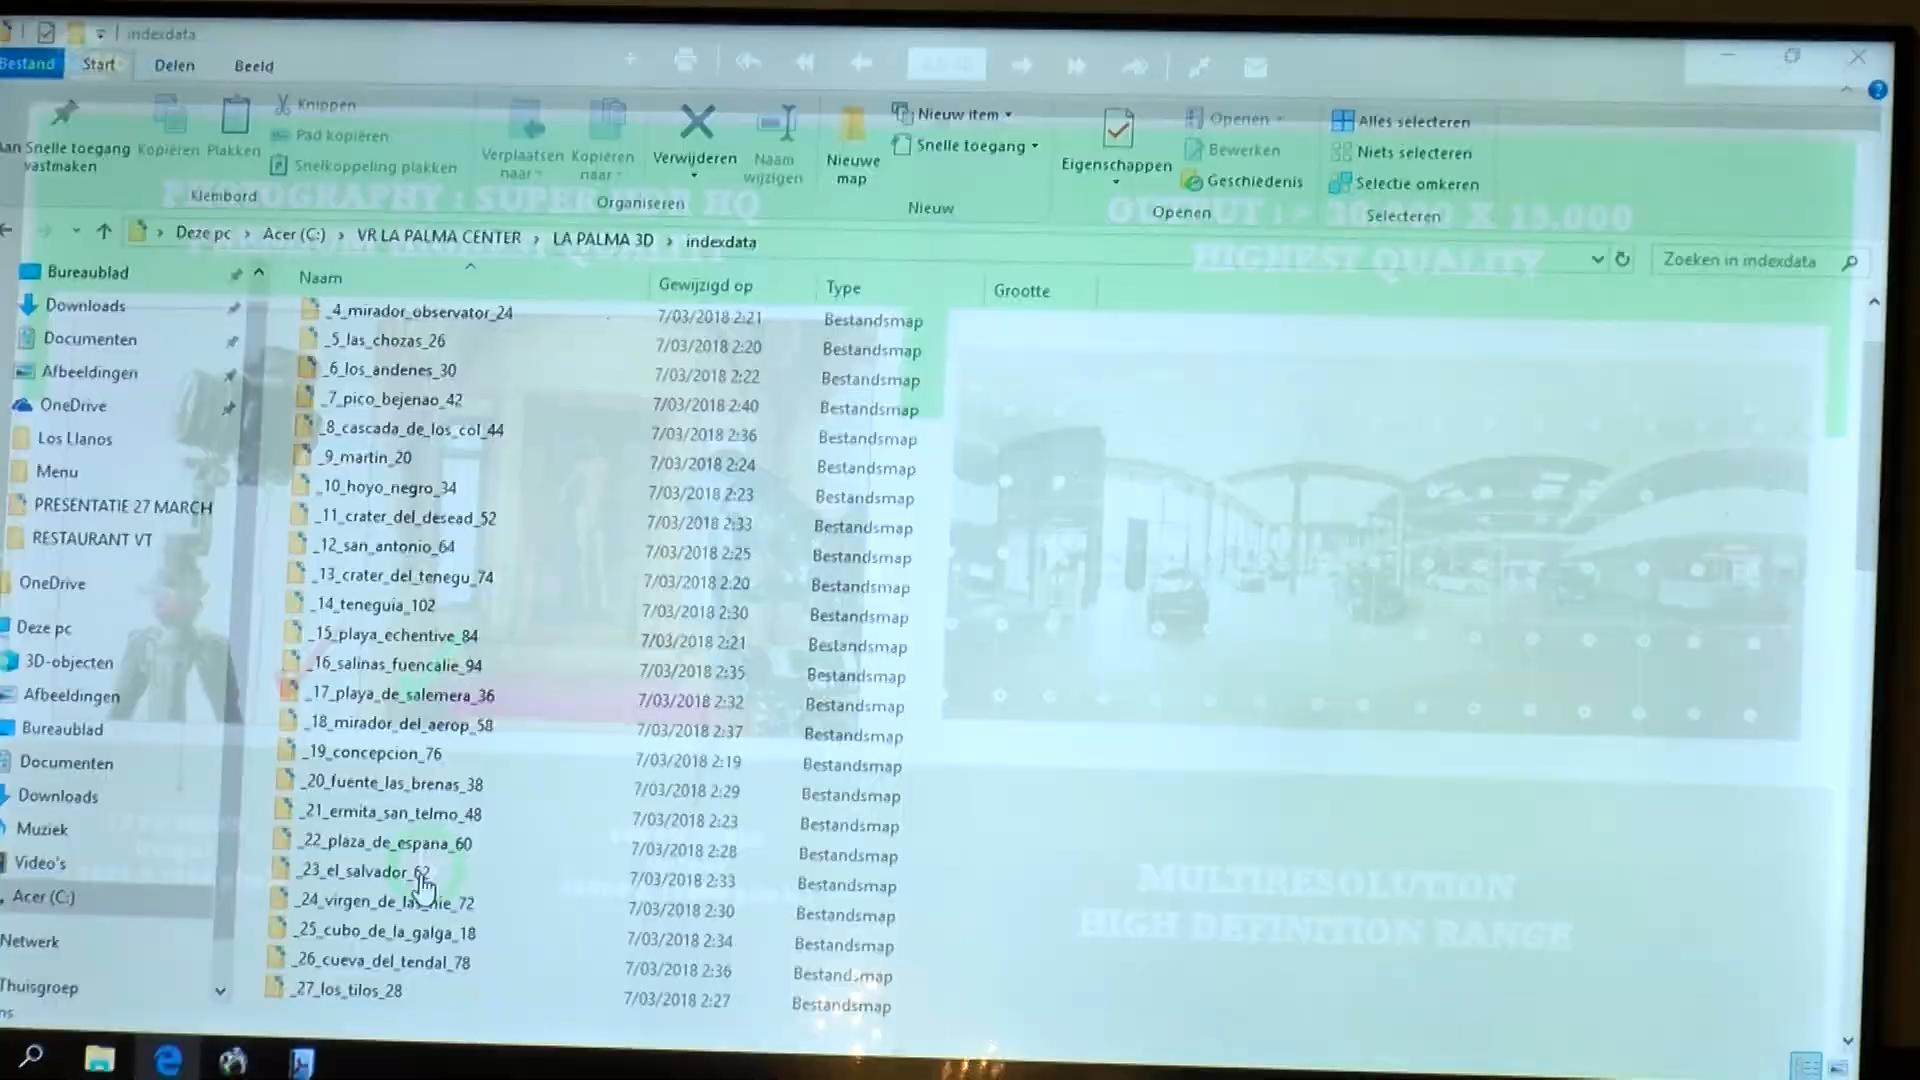 indexdata
Bestand Start Delen Beeld
Knippen
Pad kopiëren
Snelkoppeling plakken
Aan Snelle toegang vastmaken
Kopiëren Plakken
Klembord
Verplaatsen naar
Kopiëren naar
Verwijderen
Naam wijzigen
Organiseren
Nieuwe map
Nieuw item
Snelle toegang
Nieuw
Eigenschappen
Openen
Bewerken
Geschiedenis
Openen
Alles selecteren
Niets selecteren
Selectie omkeren
Selecteren
PHOTOGRAPHY : SUPER HDR HQ
X 15.000
HIGHEST QUALITY
Deze pc › Acer (C:) › VR LA PALMA CENTER › LA PALMA 3D › indexdata
Zoeken in indexdata
Bureaublad
Downloads
Documenten
Afbeeldingen
OneDrive
Los Llanos
Menu
PRESENTATIE 27 MARCH
RESTAURANT VT
OneDrive
Deze pc
3D-objecten
Afbeeldingen
Bureaublad
Documenten
Downloads
Muziek
Video's
Acer (C:)
Netwerk
Thuisgroep
Naam Gewijzigd op Type Grootte
_4_mirador_observator_24 7/03/2018 2:21 Bestandsmap
_5_las_chozas_26 7/03/2018 2:20 Bestandsmap
_6_los_andenes_30 7/03/2018 2:22 Bestandsmap
_7_pico_bejenao_42 7/03/2018 2:40 Bestandsmap
_8_cascada_de_los_col_44 7/03/2018 2:36 Bestandsmap
_9_martin_20 7/03/2018 2:24 Bestandsmap
_10_hoyo_negro_34 7/03/2018 2:23 Bestandsmap
_11_crater_del_desead_52 7/03/2018 2:33 Bestandsmap
_12_san_antonio_64 7/03/2018 2:25 Bestandsmap
_13_crater_del_tenegu_74 7/03/2018 2:20 Bestandsmap
_14_teneguia_102 7/03/2018 2:30 Bestandsmap
_15_playa_echentive_84 7/03/2018 2:21 Bestandsmap
_16_salinas_fuencalie_94 7/03/2018 2:35 Bestandsmap
_17_playa_de_salemera_36 7/03/2018 2:32 Bestandsmap
_18_mirador_del_aerop_58 7/03/2018 2:37 Bestandsmap
_19_concepcion_76 7/03/2018 2:19 Bestandsmap
_20_fuente_las_brenas_38 7/03/2018 2:29 Bestandsmap
_21_ermita_san_telmo_48 7/03/2018 2:23 Bestandsmap
_22_plaza_de_espana_60 7/03/2018 2:28 Bestandsmap
_23_el_salvador_62 7/03/2018 2:33 Bestandsmap
_24_virgen_de_las_nie_72 7/03/2018 2:30 Bestandsmap
_25_cubo_de_la_galga_18 7/03/2018 2:34 Bestandsmap
_26_cueva_del_tendal_78 7/03/2018 2:36 Bestandsmap
_27_los_tilos_28 7/03/2018 2:27 Bestandsmap
MULTIRESOLUTION
HIGH DEFINITION RANGE